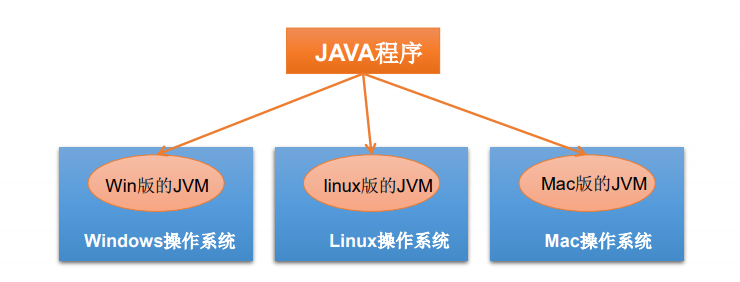 JAVA程序
Win版的JVM
linux版的JVM
Mac版的JVM
Windows操作系统
Linux操作系统
Mac操作系统